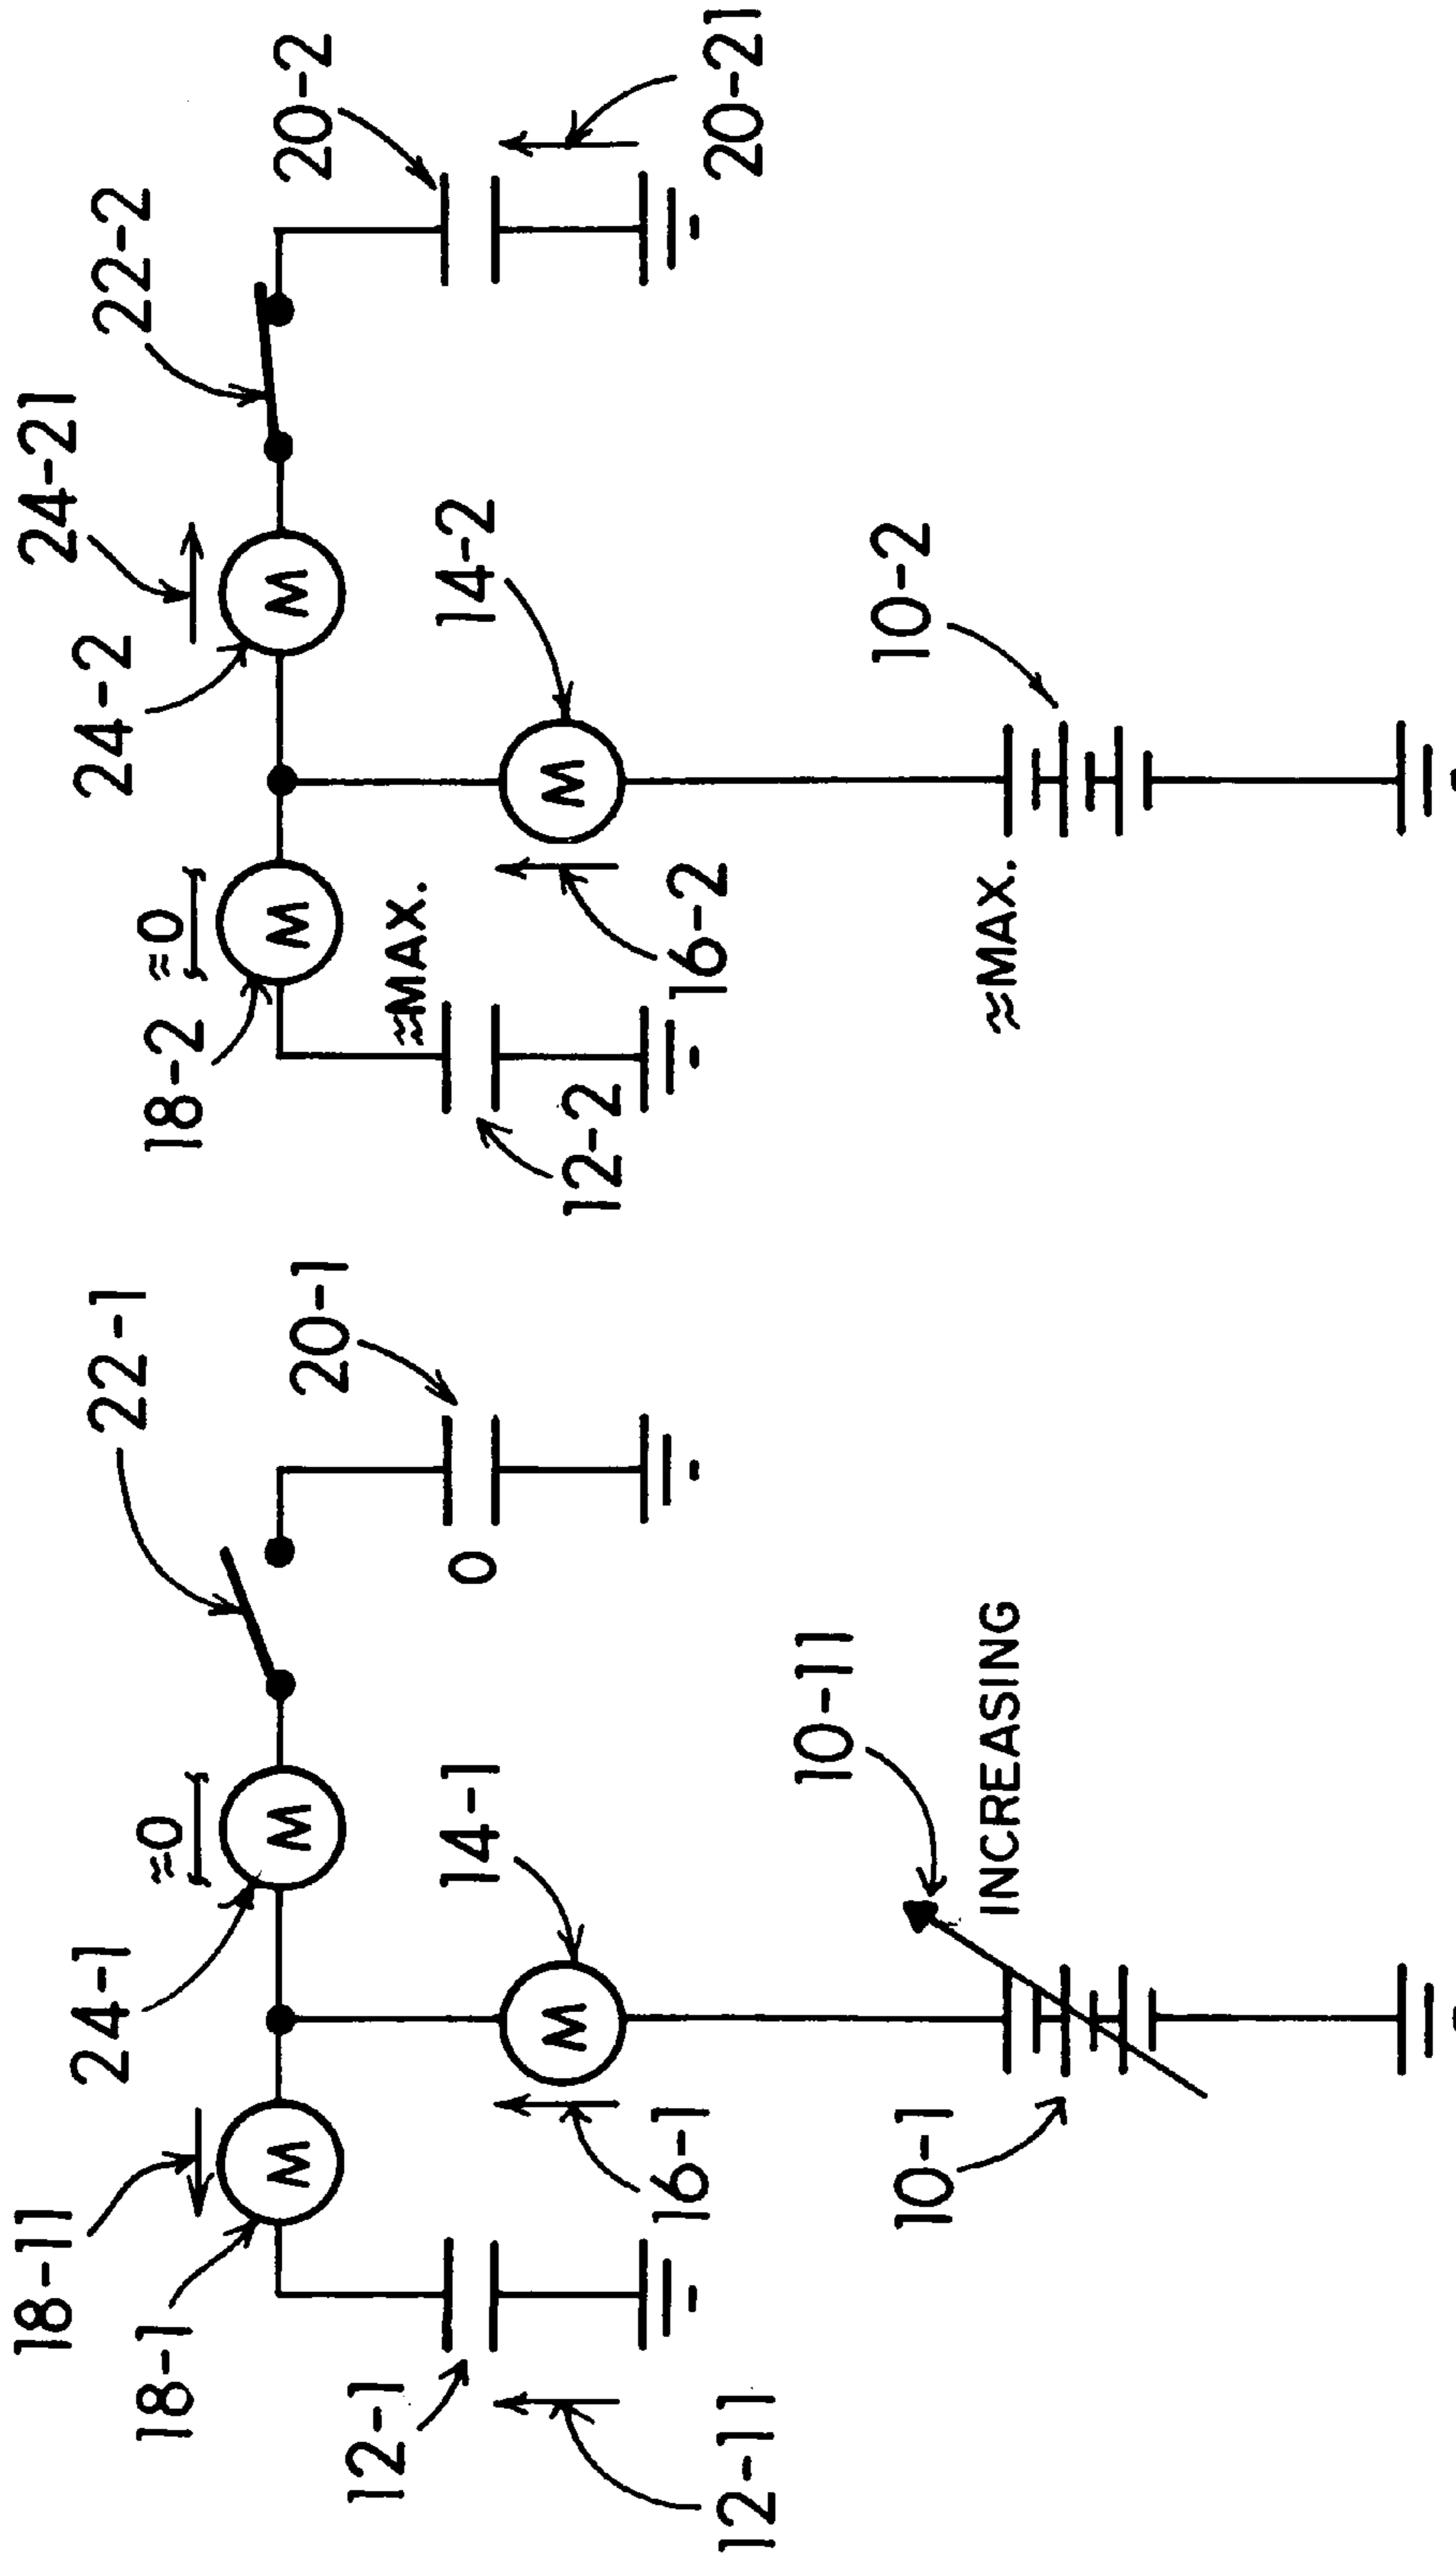 18-11
24-1
22-1
18-1
≈0
W
W
20-1
12-1
14-1
0
W
16-1
12-11
10-11
10-1
INCREASING
24-21
24-2
22-2
18-2
≈0
W
W
20-2
≈MAX.
14-2
W
12-2
16-2
20-21
10-2
≈MAX.